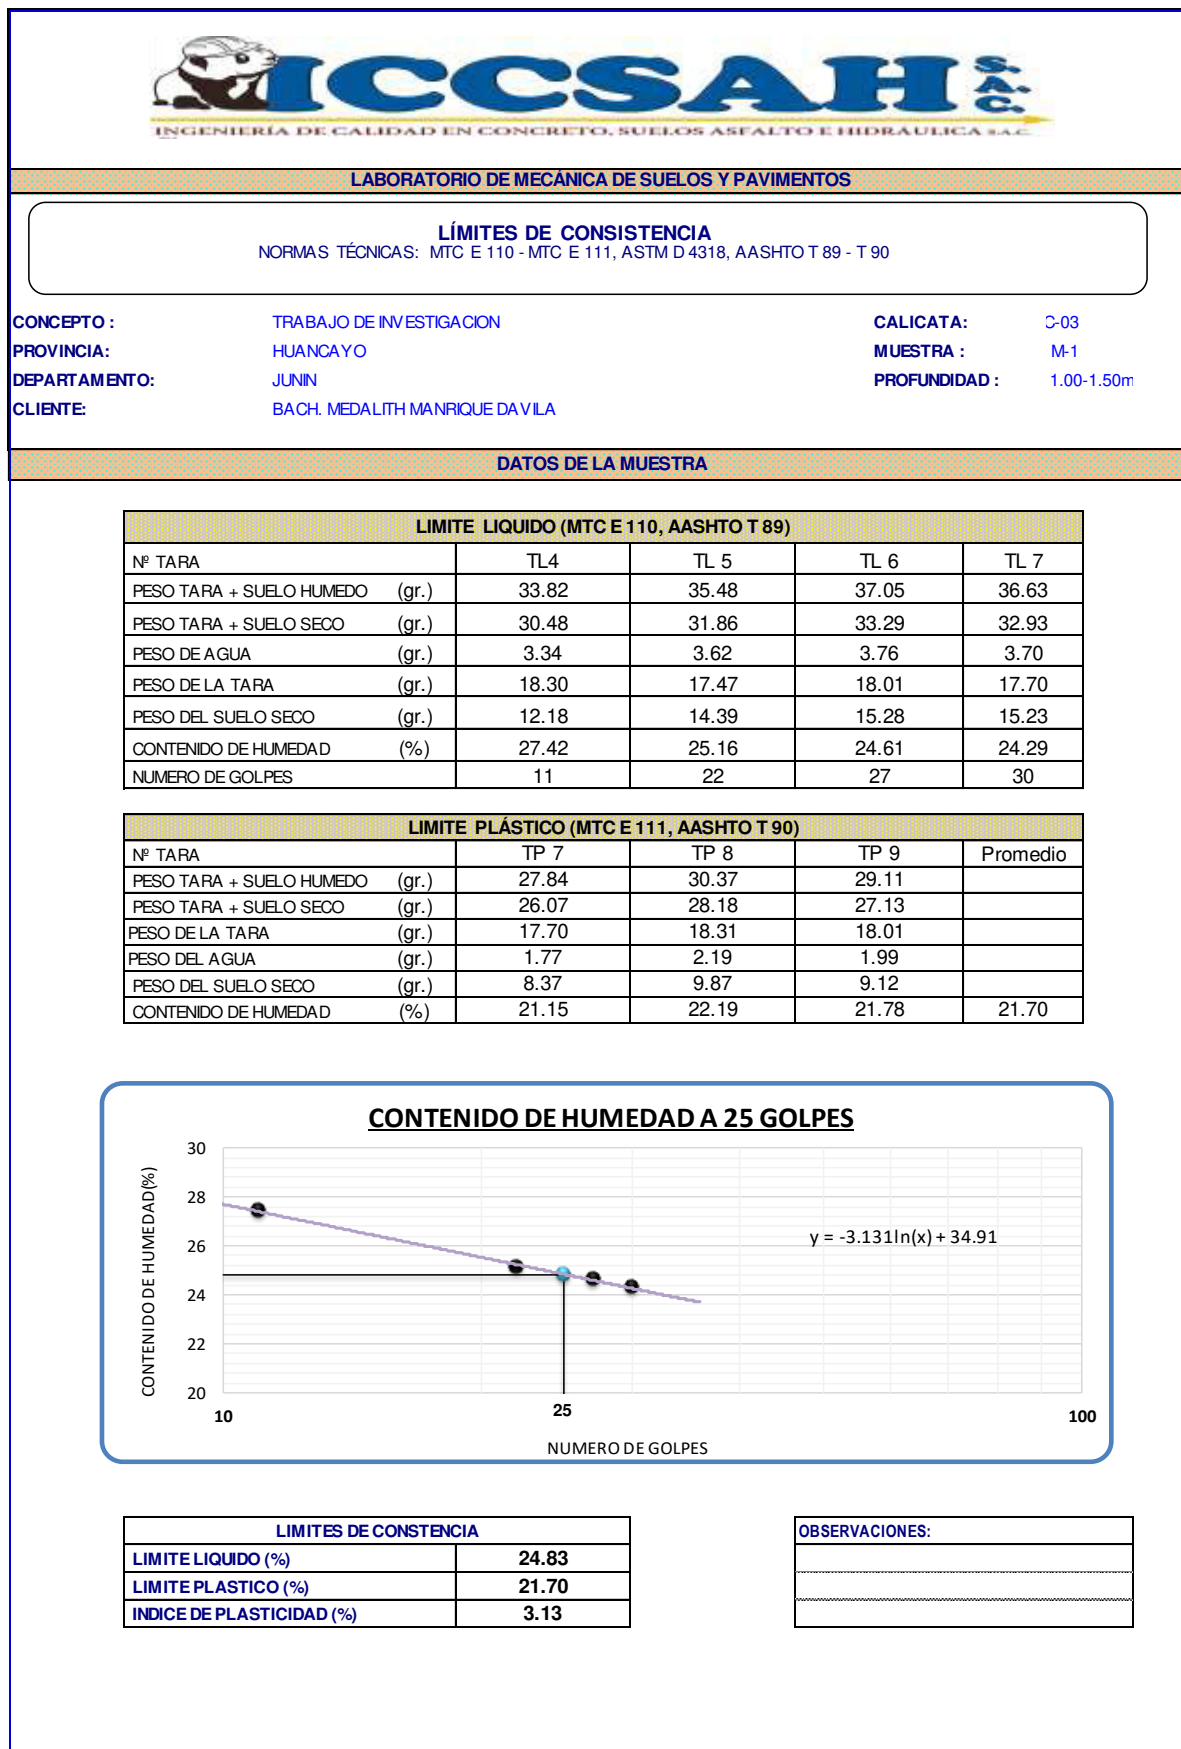 ICCSAH S.A.C.
INGENIERÍA DE CALIDAD EN CONCRETO, SUELOS ASFALTO E HIDRÁULICA S.A.C.
LABORATORIO DE MECÁNICA DE SUELOS Y PAVIMENTOS
LÍMITES DE CONSISTENCIA
NORMAS TÉCNICAS: MTC E 110 - MTC E 111, ASTM D 4318, AASHTO T 89 - T 90
CONCEPTO : TRABAJO DE INVESTIGACION CALICATA: C-03
PROVINCIA: HUANCAYO MUESTRA : M-1
DEPARTAMENTO: JUNIN PROFUNDIDAD : 1.00-1.50m
CLIENTE: BACH. MEDALITH MANRIQUE DAVILA
DATOS DE LA MUESTRA
LIMITE LIQUIDO (MTC E 110, AASHTO T 89)
Nº TARA TL4 TL 5 TL 6 TL 7
PESO TARA + SUELO HUMEDO (gr.) 33.82 35.48 37.05 36.63
PESO TARA + SUELO SECO (gr.) 30.48 31.86 33.29 32.93
PESO DE AGUA (gr.) 3.34 3.62 3.76 3.70
PESO DE LA TARA (gr.) 18.30 17.47 18.01 17.70
PESO DEL SUELO SECO (gr.) 12.18 14.39 15.28 15.23
CONTENIDO DE HUMEDAD (%) 27.42 25.16 24.61 24.29
NUMERO DE GOLPES 11 22 27 30
LIMITE PLÁSTICO (MTC E 111, AASHTO T 90)
Nº TARA TP 7 TP 8 TP 9 Promedio
PESO TARA + SUELO HUMEDO (gr.) 27.84 30.37 29.11
PESO TARA + SUELO SECO (gr.) 26.07 28.18 27.13
PESO DE LA TARA (gr.) 17.70 18.31 18.01
PESO DEL AGUA (gr.) 1.77 2.19 1.99
PESO DEL SUELO SECO (gr.) 8.37 9.87 9.12
CONTENIDO DE HUMEDAD (%) 21.15 22.19 21.78 21.70
CONTENIDO DE HUMEDAD A 25 GOLPES
CONTENIDO DE HUMEDAD(%)
30
28
26
24
22
20
y = -3.131ln(x) + 34.91
10 25 100
NUMERO DE GOLPES
LIMITES DE CONSTENCIA
LIMITE LIQUIDO (%) 24.83
LIMITE PLASTICO (%) 21.70
INDICE DE PLASTICIDAD (%) 3.13
OBSERVACIONES: